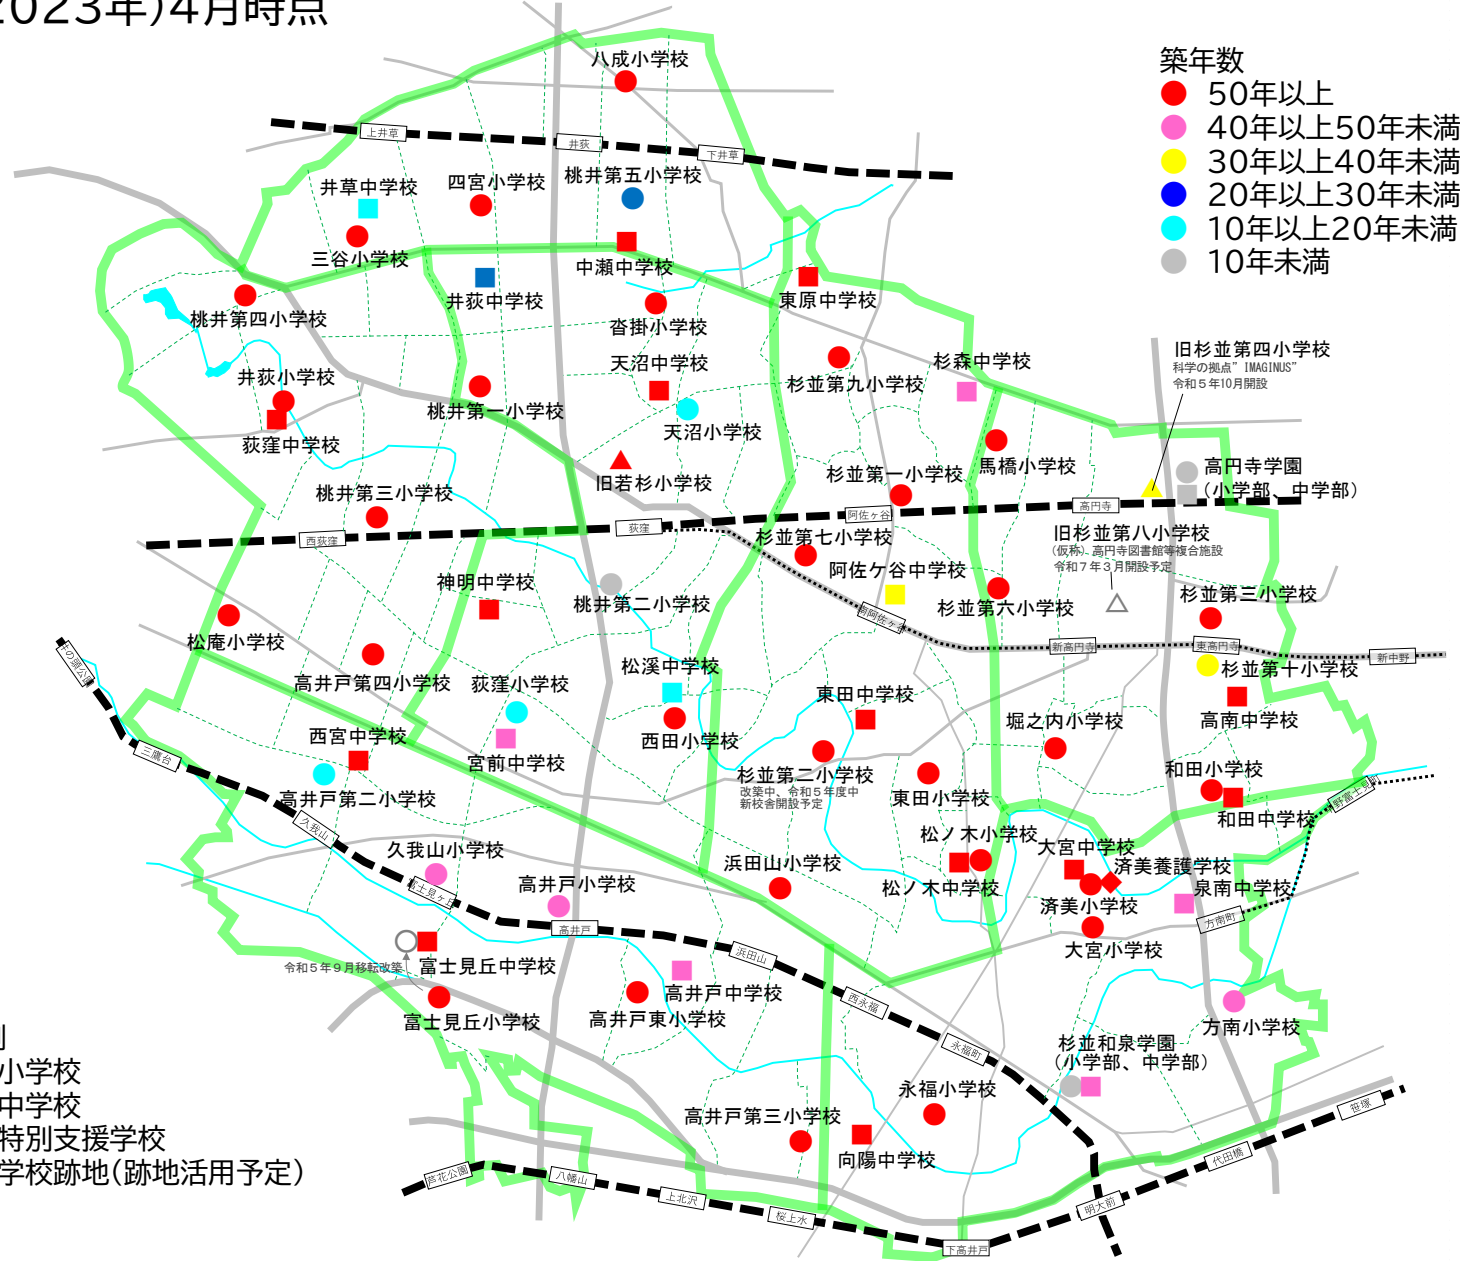 2023年)4月時点
築年数
50年以上
40年以上50年未満
30年以上40年未満
20年以上30年未満
10年以上20年未満
10年未満
八成小学校
上井草
井荻
下井草
井草中学校
四宮小学校
桃井第五小学校
三谷小学校
中瀬中学校
井荻中学校
東原中学校
桃井第四小学校
沓掛小学校
天沼中学校
杉森中学校
旧杉並第四小学校
科学の拠点”IMAGINUS”
令和5年10月開設
井荻小学校
杉並第九小学校
桃井第一小学校
天沼小学校
荻窪中学校
旧若杉小学校
杉並第一小学校
馬橋小学校
高円寺学園
(小学部、中学部)
桃井第三小学校
阿佐ヶ谷
高円寺
荻窪
西荻窪
杉並第七小学校
旧杉並第八小学校
(仮称)高円寺図書館等複合施設
令和7年3月開設予定
阿佐ケ谷中学校
神明中学校
桃井第二小学校
南阿佐ヶ谷
杉並第六小学校
杉並第三小学校
松庵小学校
新高円寺
東高円寺
新中野
井の頭公園
高井戸第四小学校
荻窪小学校
松溪中学校
杉並第十小学校
東田中学校
高南中学校
西宮中学校
西田小学校
堀之内小学校
三鷹台
宮前中学校
杉並第二小学校
改築中、令和5年度中
新校舎開設予定
東田小学校
和田小学校
高井戸第二小学校
和田中学校
久我山
久我山小学校
松ノ木小学校
大宮中学校
済美養護学校
富士見ヶ丘
高井戸小学校
浜田山小学校
松ノ木中学校
済美小学校
泉南中学校
方南町
高井戸
大宮小学校
浜田山
令和5年9月移転改築
富士見丘中学校
高井戸中学校
西永福
富士見丘小学校
高井戸東小学校
方南小学校
永福町
杉並和泉学園
(小学部、中学部)
小学校
中学校
特別支援学校
学校跡地(跡地活用予定)
永福小学校
高井戸第三小学校
向陽中学校
笹塚
代田橋
芦花公園
八幡山
上北沢
桜上水
明大前
下高井戸